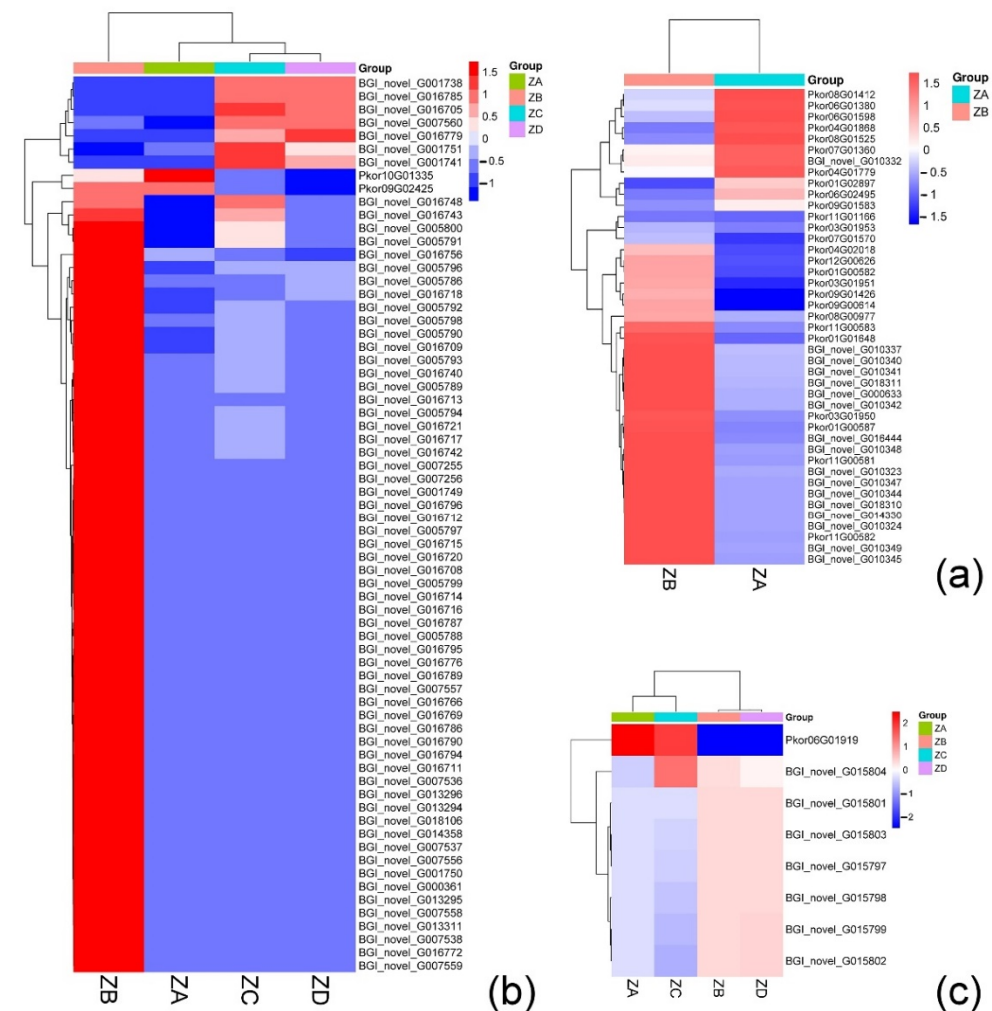 Group
BGI_novel_G001738
BGI_novel_G016785
BGI_novel_G016705
BGI_novel_G007560
BGI_novel_G016779
BGI_novel_G001751
BGI_novel_G001741
Pkor10G01335
Pkor09G02425
BGI_novel_G016748
BGI_novel_G016743
BGI_novel_G005800
BGI_novel_G005791
BGI_novel_G016756
BGI_novel_G005796
BGI_novel_G005786
BGI_novel_G016718
BGI_novel_G005792
BGI_novel_G005798
BGI_novel_G005790
BGI_novel_G016709
BGI_novel_G005793
BGI_novel_G016740
BGI_novel_G005789
BGI_novel_G016713
BGI_novel_G005794
BGI_novel_G016721
BGI_novel_G016717
BGI_novel_G016742
BGI_novel_G007255
BGI_novel_G007256
BGI_novel_G001749
BGI_novel_G016796
BGI_novel_G016712
BGI_novel_G005797
BGI_novel_G016715
BGI_novel_G016720
BGI_novel_G016708
BGI_novel_G005799
BGI_novel_G016714
BGI_novel_G016716
BGI_novel_G016787
BGI_novel_G005788
BGI_novel_G016795
BGI_novel_G016776
BGI_novel_G016789
BGI_novel_G007557
BGI_novel_G016766
BGI_novel_G016769
BGI_novel_G016786
BGI_novel_G016790
BGI_novel_G016794
BGI_novel_G016711
BGI_novel_G007536
BGI_novel_G013296
BGI_novel_G013294
BGI_novel_G018106
BGI_novel_G014358
BGI_novel_G007537
BGI_novel_G007556
BGI_novel_G001750
BGI_novel_G000361
BGI_novel_G013295
BGI_novel_G007558
BGI_novel_G013311
BGI_novel_G007538
BGI_novel_G016772
BGI_novel_G007559
1.5
1
0.5
0
−0.5
−1
Group
ZA
ZB
ZC
ZD
ZB
ZA
ZC
ZD
(b)
Group
Pkor08G01412
Pkor06G01380
Pkor06G01598
Pkor04G01868
Pkor08G01525
Pkor07G01360
BGI_novel_G010332
Pkor04G01779
Pkor01G02897
Pkor06G02495
Pkor09G01583
Pkor11G01166
Pkor03G01953
Pkor07G01570
Pkor04G02018
Pkor12G00626
Pkor01G00582
Pkor03G01951
Pkor09G01426
Pkor09G00614
Pkor08G00977
Pkor11G00583
Pkor01G01648
BGI_novel_G010337
BGI_novel_G010340
BGI_novel_G010341
BGI_novel_G018311
BGI_novel_G000633
BGI_novel_G010342
Pkor03G01950
Pkor01G00587
BGI_novel_G016444
BGI_novel_G010348
Pkor11G00581
BGI_novel_G010323
BGI_novel_G010347
BGI_novel_G010344
BGI_novel_G018310
BGI_novel_G014330
BGI_novel_G010324
Pkor11G00582
BGI_novel_G010349
BGI_novel_G010345
1.5
1
0.5
0
−0.5
−1
−1.5
Group
ZA
ZB
ZB
ZA
(a)
Group
Pkor06G01919
BGI_novel_G015804
BGI_novel_G015801
BGI_novel_G015803
BGI_novel_G015797
BGI_novel_G015798
BGI_novel_G015799
BGI_novel_G015802
2
1
0
−1
−2
Group
ZA
ZB
ZC
ZD
ZA
ZC
ZB
ZD
(c)